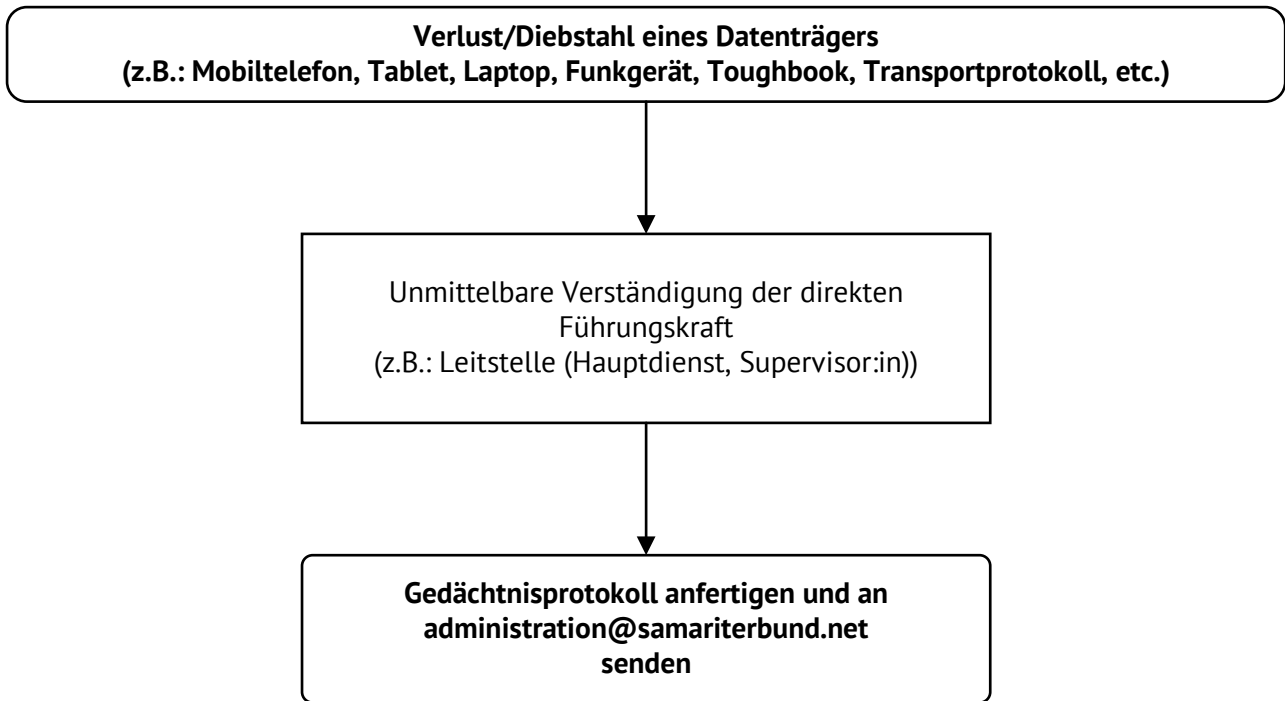 Verlust/Diebstahl eines Datenträgers
(z.B.: Mobiltelefon, Tablet, Laptop, Funkgerät, Toughbook, Transportprotokoll, etc.)
Unmittelbare Verständigung der direkten
Führungskraft
(z.B.: Leitstelle (Hauptdienst, Supervisor:in))
Gedächtnisprotokoll anfertigen und an
administration@samariterbund.net
senden